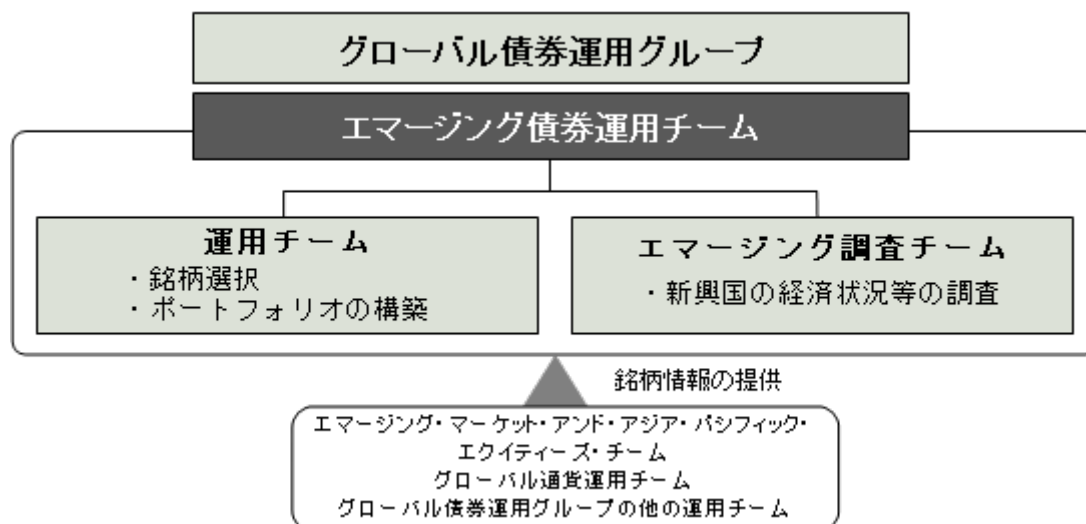 グローバル債券運用グループ
エマージング債券運用チーム
運用チーム
・銘柄選択
・ポートフォリオの構築
エマージング調査チーム
・新興国の経済状況等の調査
銘柄情報の提供
エマージング・マーケット・アンド・アジア・パシフィック・
エクイティーズ・チーム
グローバル通貨運用チーム
グローバル債券運用グループの他の運用チーム